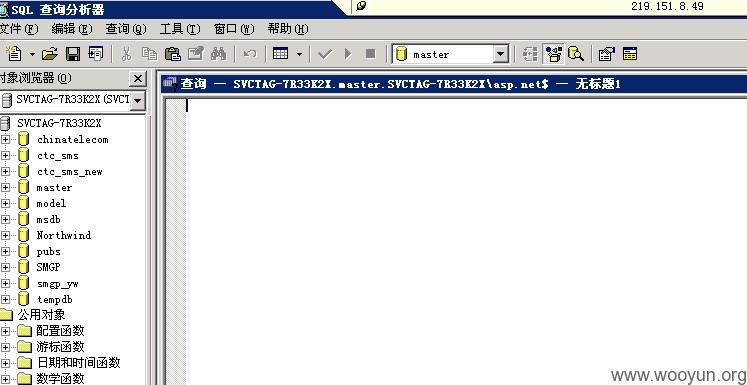 SQL 查询分析器
219.151.8.49
文件(F) 编辑(E) 查询(Q) 工具(T) 窗口(W) 帮助(H)
master
对象浏览器(O)
查询 — SVCTAG-7R33K2X.master.SVCTAG-7R33K2X\asp.net$ — 无标题1
SVCTAG-7R33K2X (SVCT
SVCTAG-7R33K2X
chinatelecom
ctc_sms
ctc_sms_new
master
model
msdb
Northwind
pubs
SMGP
smgp_yw
tempdb
公用对象
配置函数
游标函数
日期和时间函数
数学函数
www.wooyun.org